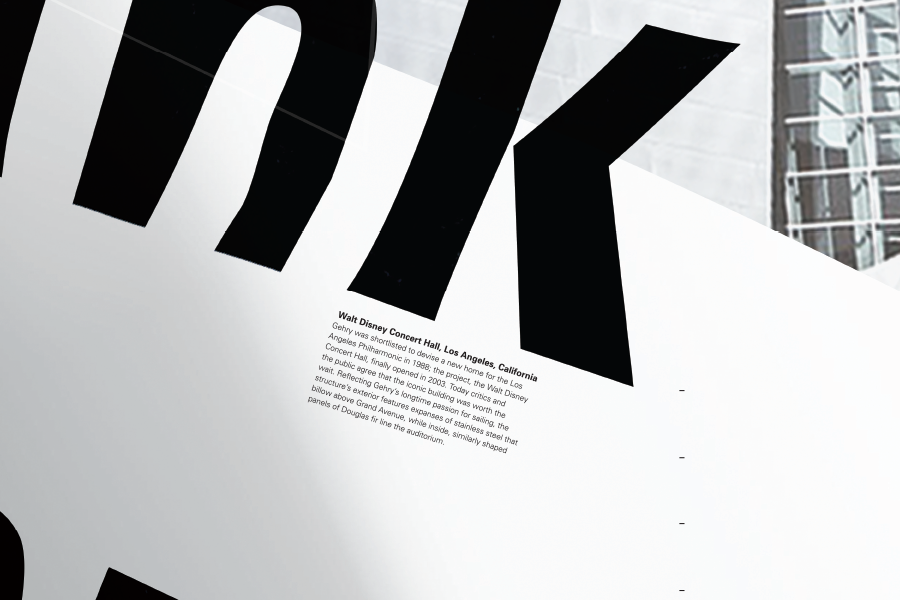 nk
Walt Disney Concert Hall, Los Angeles, California
Gehry was shortlisted to devise a new home for the Los
Angeles Philharmonic in 1988; the project, the Walt Disney
Concert Hall, finally opened in 2003. Today critics and
the public agree that the iconic building was worth the
wait. Reflecting Gehry's longtime passion for sailing, the
structure's exterior features expanses of stainless steel that
billow above Grand Avenue, while inside, similarly shaped
panels of Douglas fir line the auditorium.